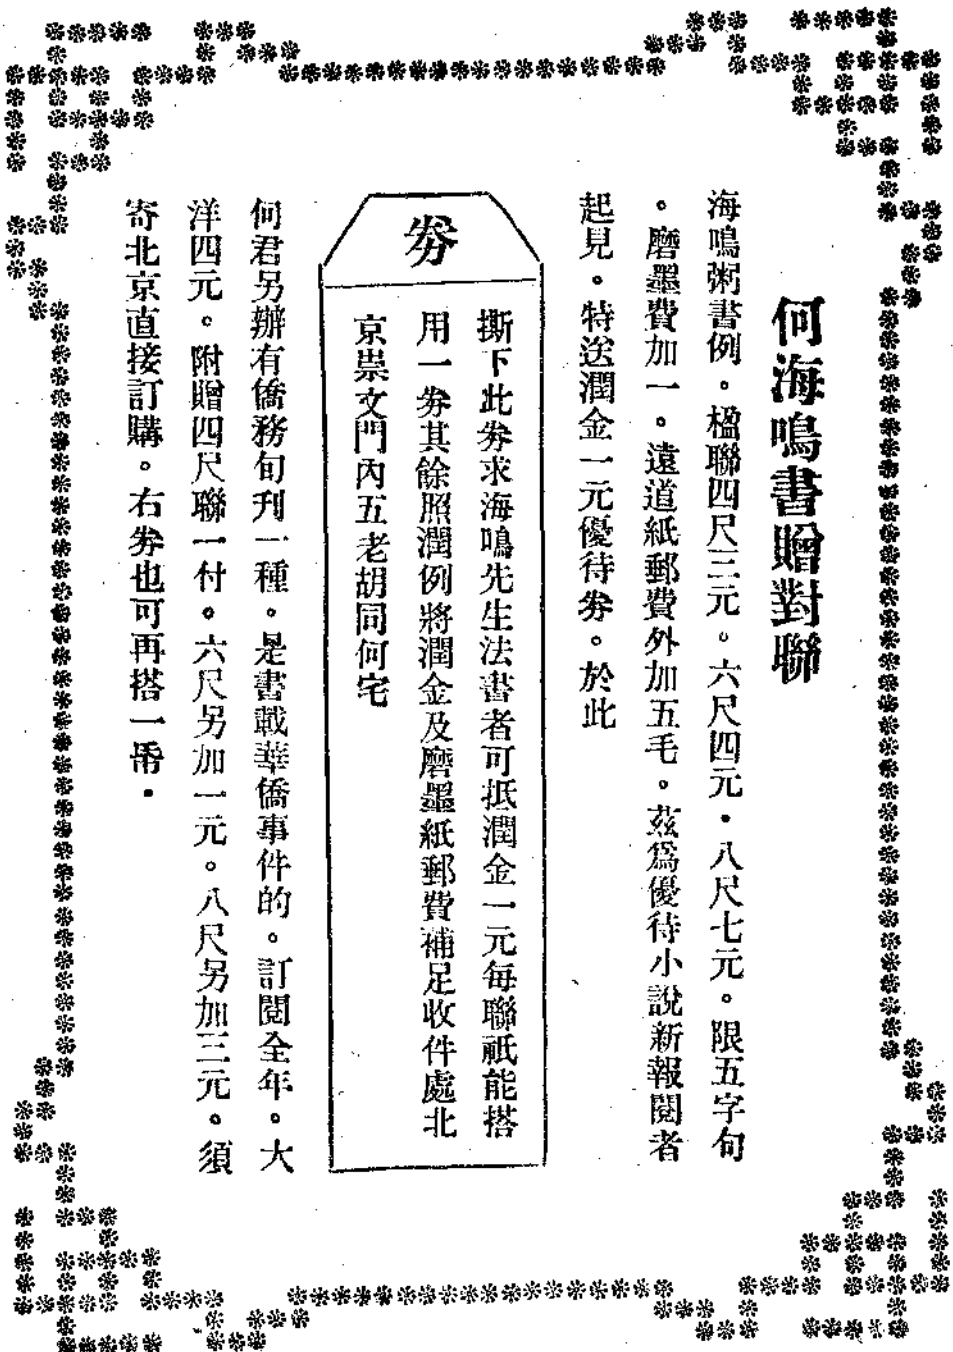 何海鳴書贈對聯
海鳴粥書例。楹聯四尺三元。六尺四元・八尺七元。限五字句
。磨墨費加一。遠道紙郵費外加五毛。茲爲優待小說新報閱者
起見。特送潤金一元優待劵。於此
劵
撕下此劵求海鳴先生法書者可抵潤金一元每聯祇能搭
用一劵其餘照潤例將潤金及磨墨紙郵費補足收件處北
京祟文門內五老胡同何宅
何君另辦有僑務旬刊一種。是書載華僑事件的。訂閱全年。大
洋四元。附贈四尺聯一付。六尺另加一元。八尺另加三元。須
寄北京直接訂購。右劵也可再搭一帋・